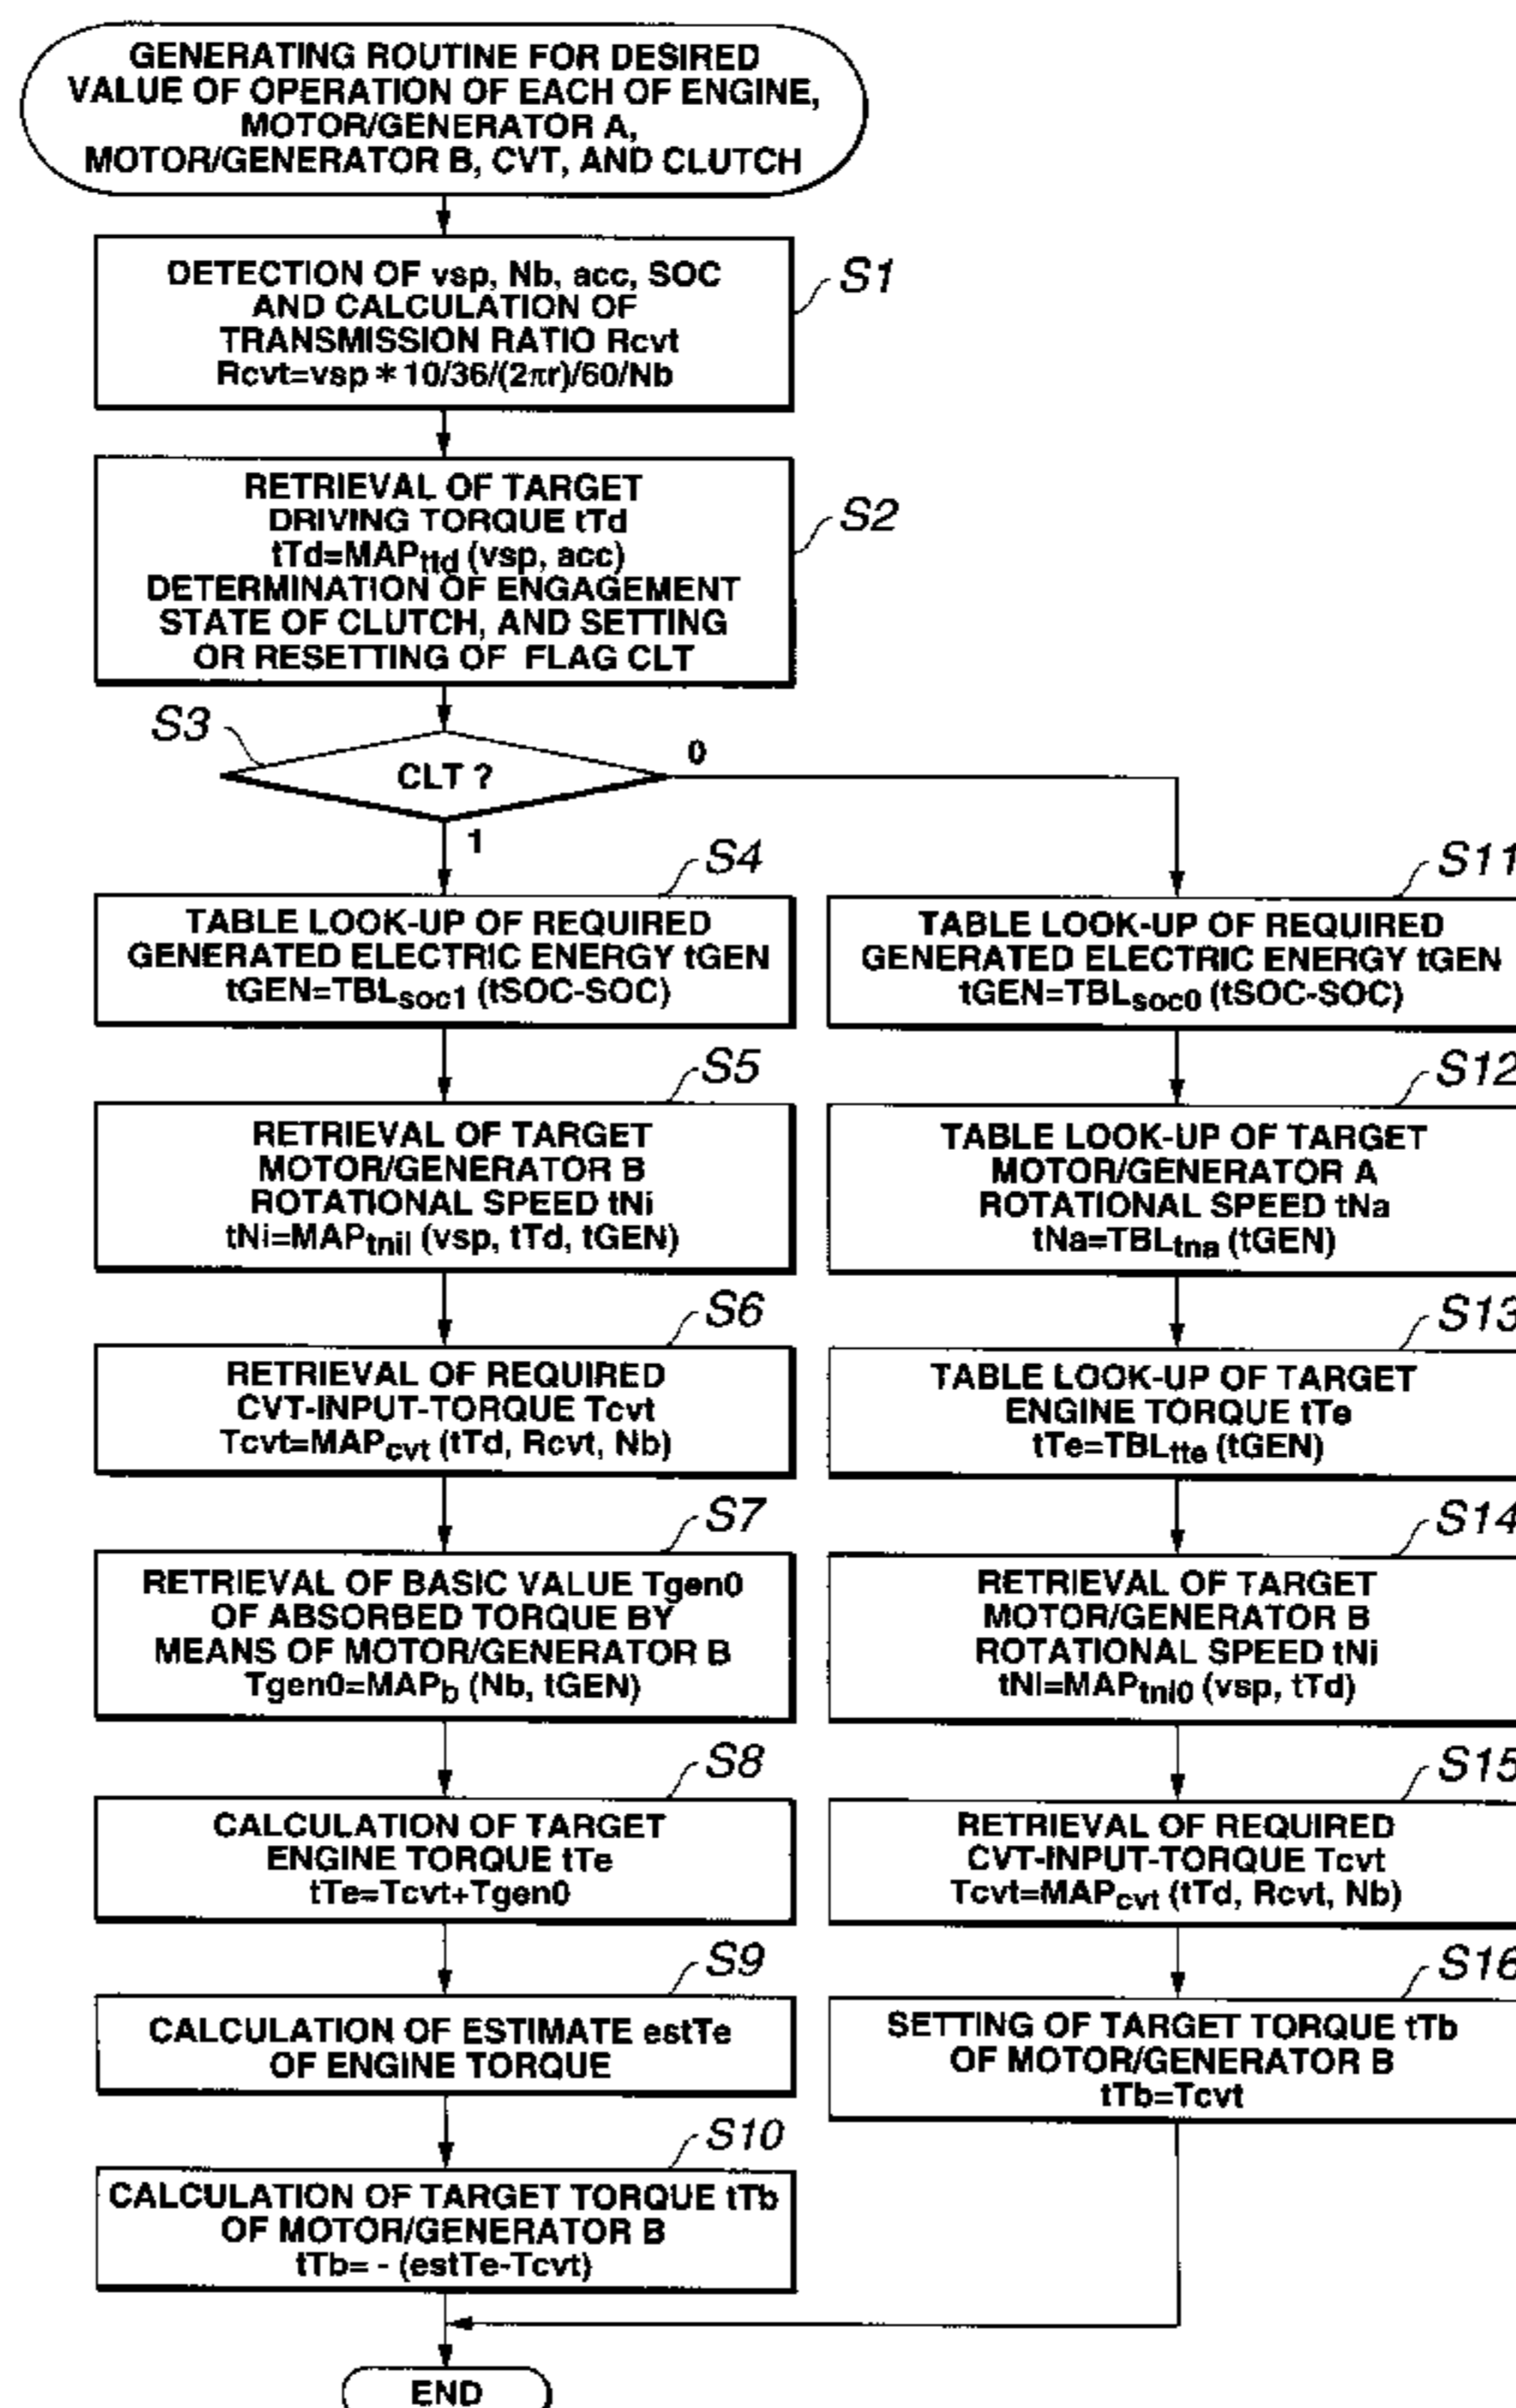 GENERATING ROUTINE FOR DESIRED
VALUE OF OPERATION OF EACH OF ENGINE,
MOTOR/GENERATOR A,
MOTOR/GENERATOR B, CVT, AND CLUTCH
S1
DETECTION OF vsp, Nb, acc, SOC
AND CALCULATION OF
TRANSMISSION RATIO Rcvt
Rcvt=vsp*10/36/(2πr)/60/Nb
S2
RETRIEVAL OF TARGET
DRIVING TORQUE tTd
tTd=MAPttd (vsp, acc)
DETERMINATION OF ENGAGEMENT
STATE OF CLUTCH, AND SETTING
OR RESETTING OF FLAG CLT
S3
CLT ?
0
1
S4
TABLE LOOK-UP OF REQUIRED
GENERATED ELECTRIC ENERGY tGEN
tGEN=TBLsoc1 (tSOC-SOC)
S5
RETRIEVAL OF TARGET
MOTOR/GENERATOR B
ROTATIONAL SPEED tNi
tNi=MAPtnil (vsp, tTd, tGEN)
S6
RETRIEVAL OF REQUIRED
CVT-INPUT-TORQUE Tcvt
Tcvt=MAPcvt (tTd, Rcvt, Nb)
S7
RETRIEVAL OF BASIC VALUE Tgen0
OF ABSORBED TORQUE BY
MEANS OF MOTOR/GENERATOR B
Tgen0=MAPb (Nb, tGEN)
S8
CALCULATION OF TARGET
ENGINE TORQUE tTe
tTe=Tcvt+Tgen0
S9
CALCULATION OF ESTIMATE estTe
OF ENGINE TORQUE
S10
CALCULATION OF TARGET TORQUE tTb
OF MOTOR/GENERATOR B
tTb= - (estTe-Tcvt)
S11
TABLE LOOK-UP OF REQUIRED
GENERATED ELECTRIC ENERGY tGEN
tGEN=TBLsoc0 (tSOC-SOC)
S12
TABLE LOOK-UP OF TARGET
MOTOR/GENERATOR A
ROTATIONAL SPEED tNa
tNa=TBLtna (tGEN)
S13
TABLE LOOK-UP OF TARGET
ENGINE TORQUE tTe
tTe=TBLtte (tGEN)
S14
RETRIEVAL OF TARGET
MOTOR/GENERATOR B
ROTATIONAL SPEED tNi
tNi=MAPtni0 (vsp, tTd)
S15
RETRIEVAL OF REQUIRED
CVT-INPUT-TORQUE Tcvt
Tcvt=MAPcvt (tTd, Rcvt, Nb)
S16
SETTING OF TARGET TORQUE tTb
OF MOTOR/GENERATOR B
tTb=Tcvt
END